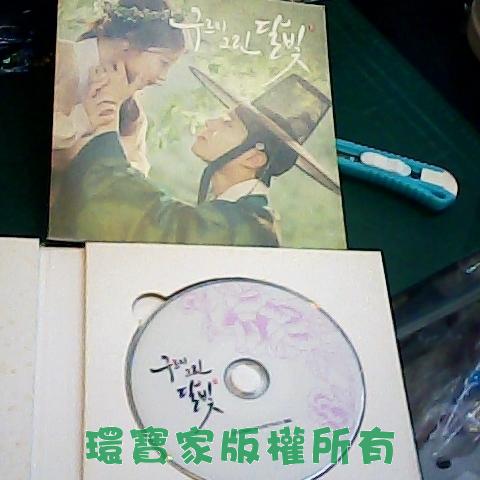 구르미 그린 달빛
구르미 그린
달빛
環寶家版權所有